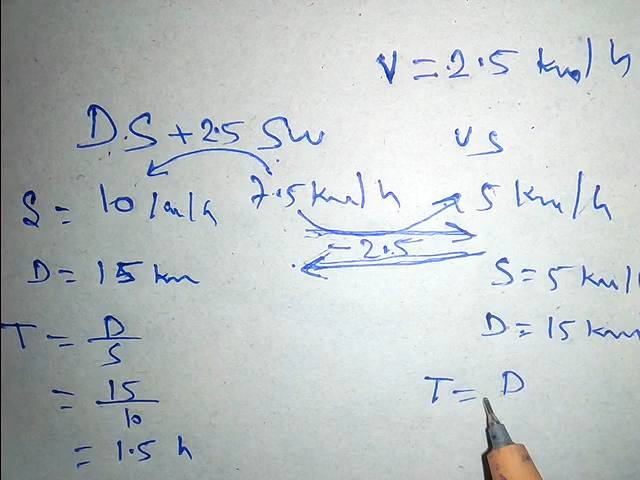 V = 2.5 km/h
D.S +2.5 SW US
S = 10 km/h 7.5 km/h 5 km/h
-2.5
D = 15 km S = 5 km/
T = D/S D = 15 km
= 15/10 T = D
= 1.5 h